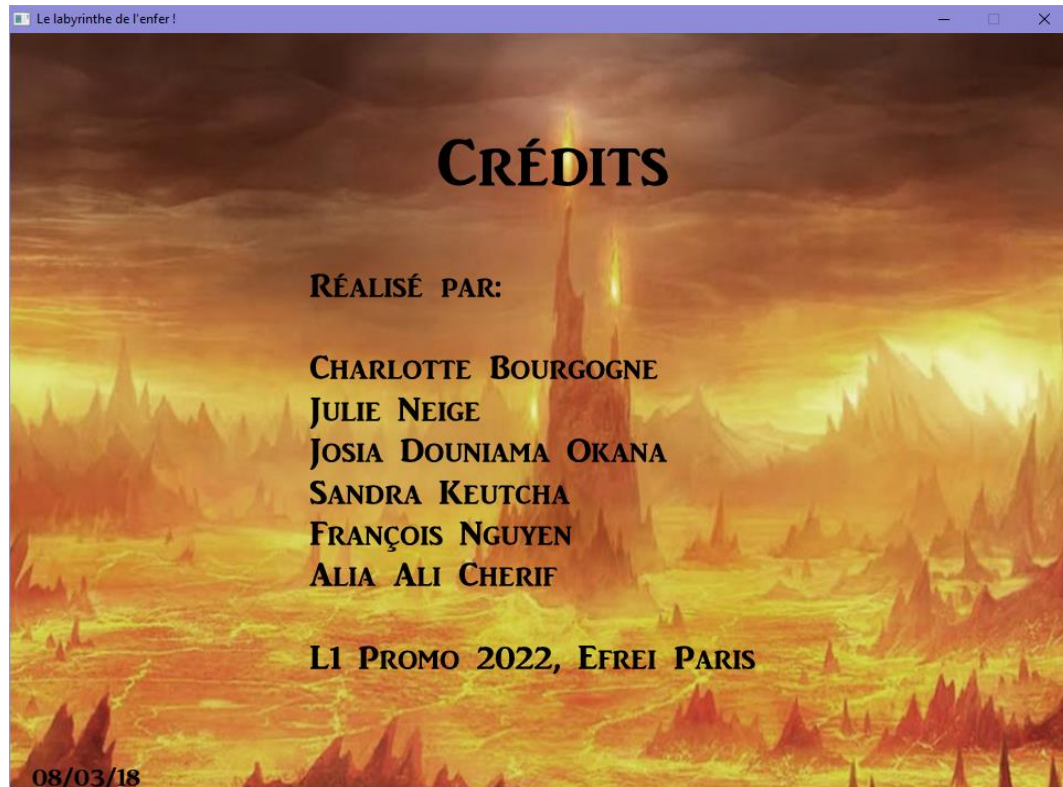 Le labyrinthe de l'enfer !
Crédits
Réalisé par:
Charlotte Bourgogne
Julie Neige
Josia Douniama Okana
Sandra Keutcha
François Nguyen
Alia Ali Cherif
L1 Promo 2022, Efrei Paris
08/03/18